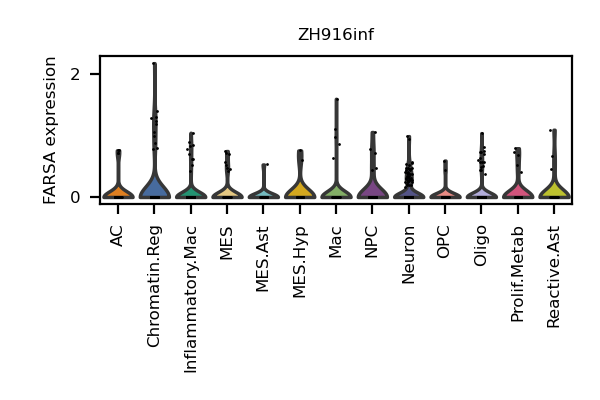 ZH916inf
FARSA expression
2
0
AC
Chromatin.Reg
Inflammatory.Mac
MES
MES.Ast
MES.Hyp
Mac
NPC
Neuron
OPC
Oligo
Prolif.Metab
Reactive.Ast